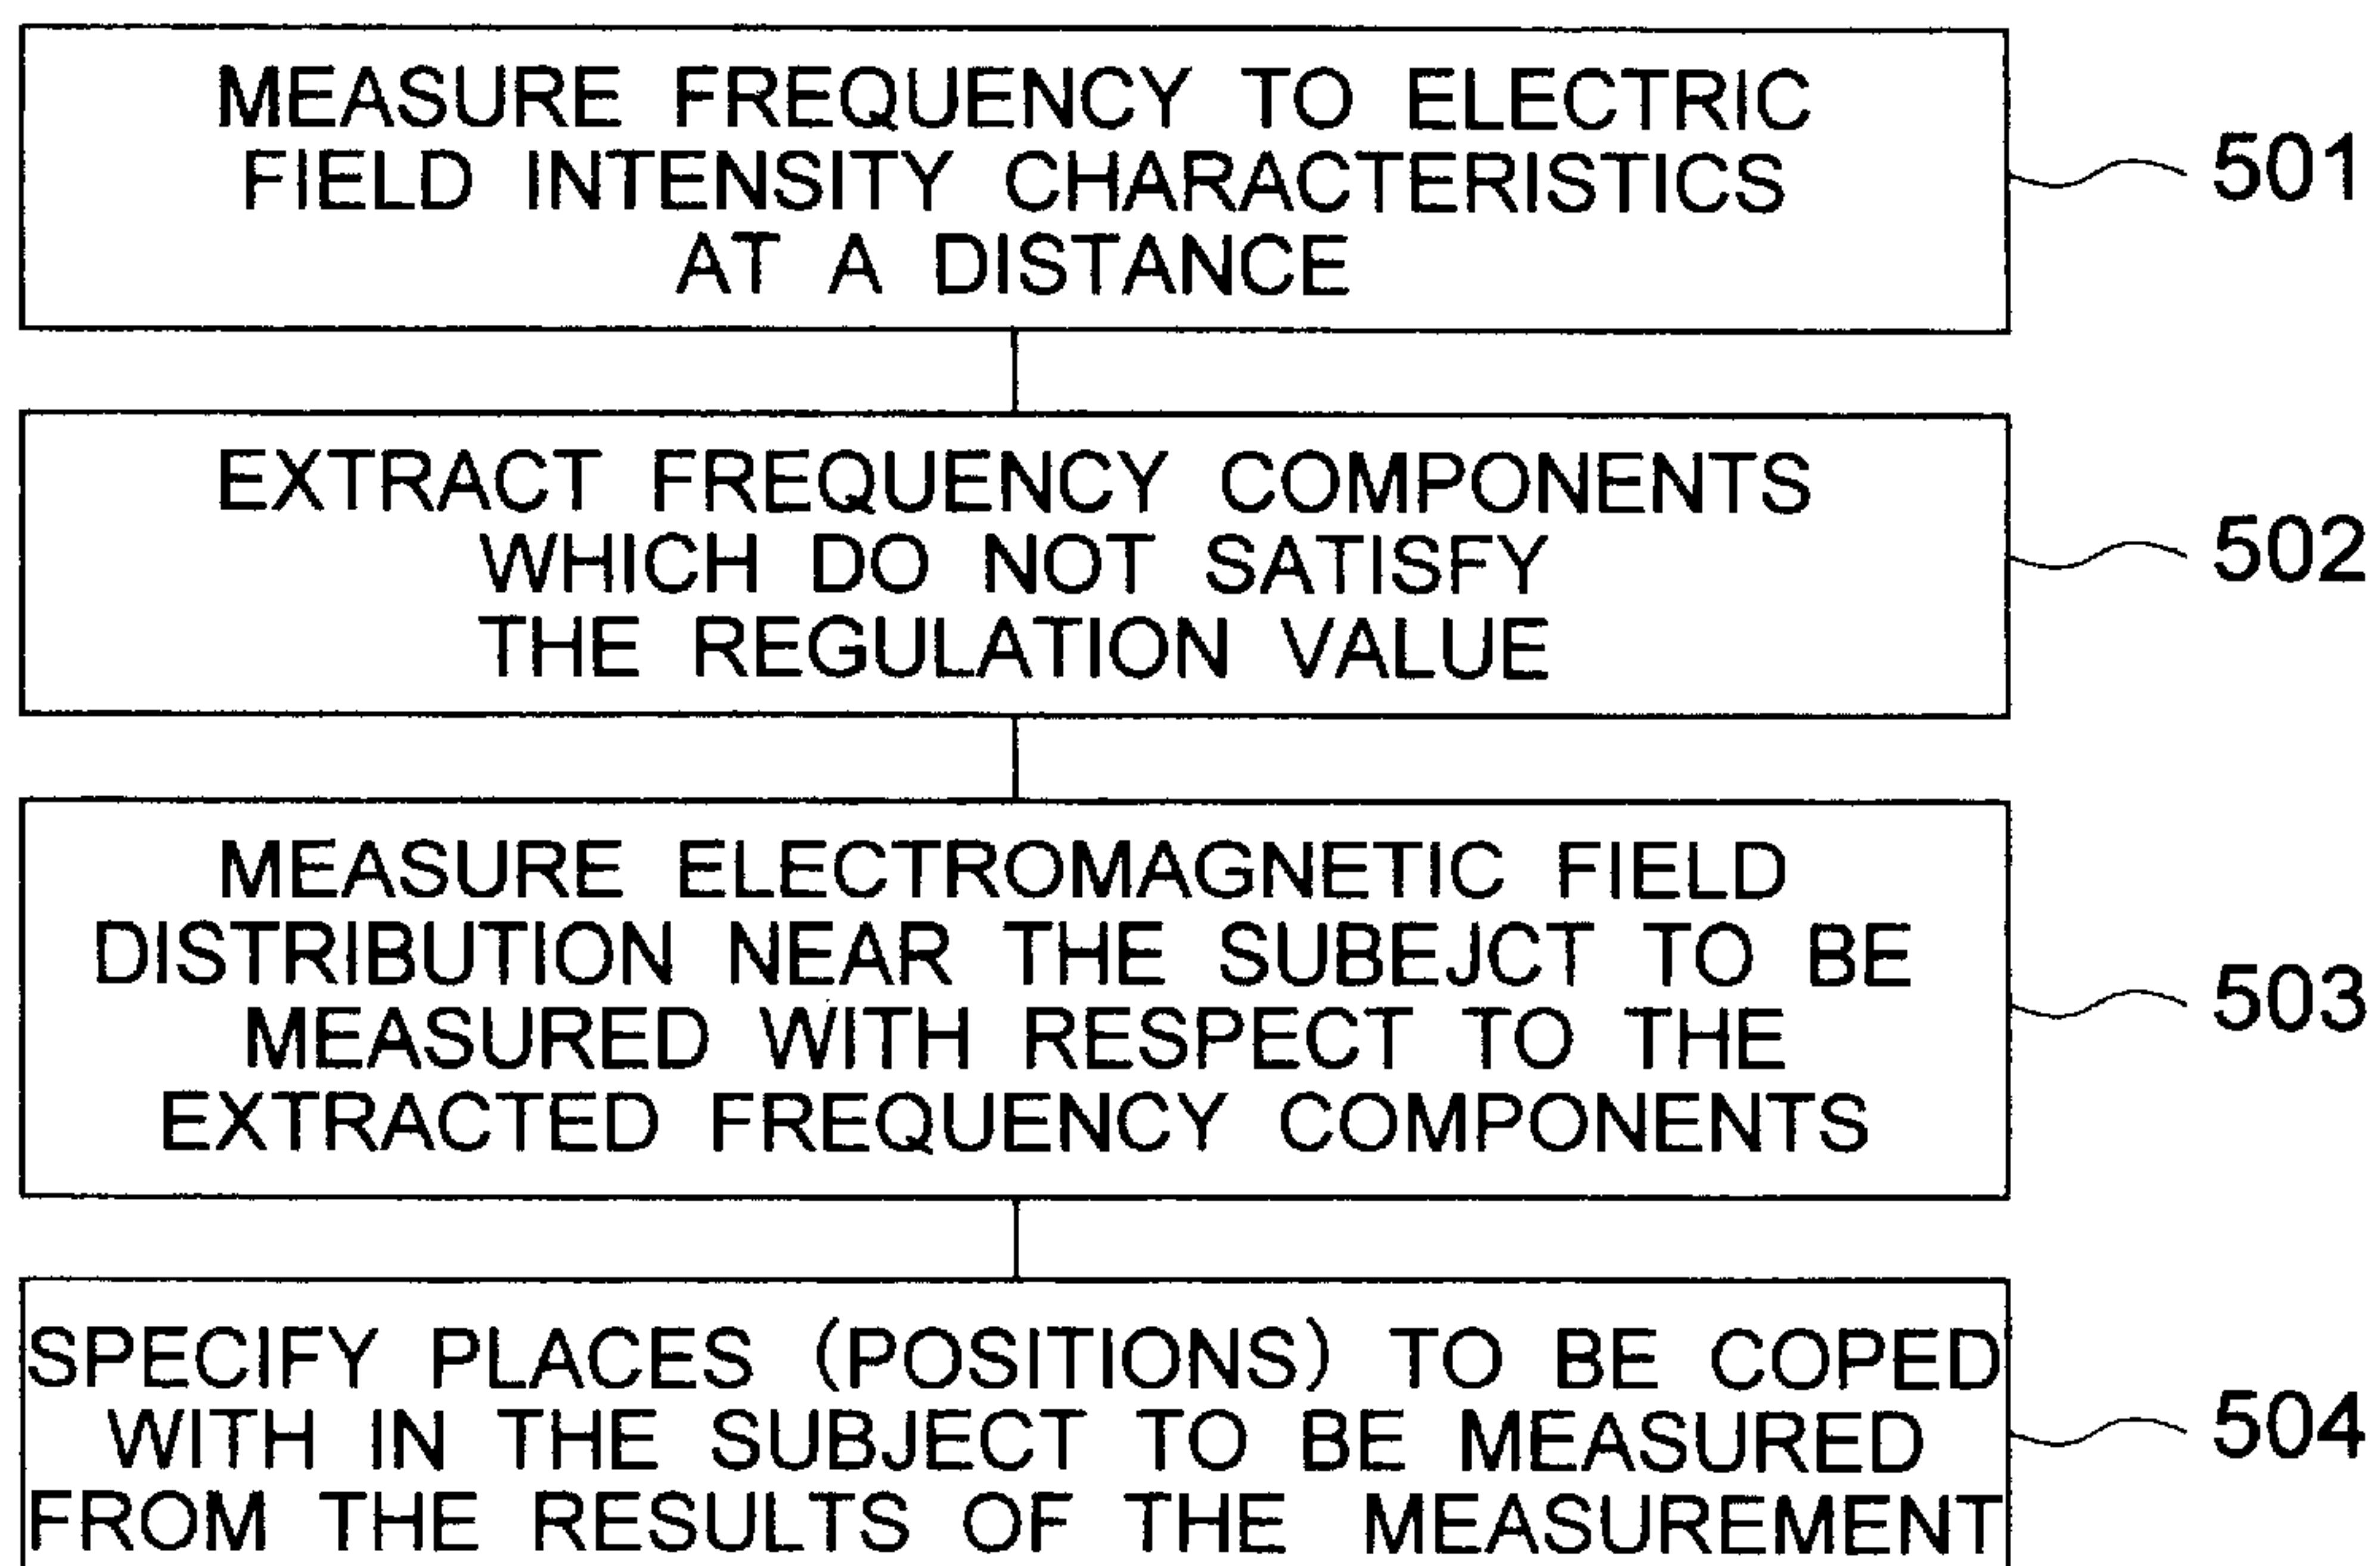 MEASURE FREQUENCY TO ELECTRIC
FIELD INTENSITY CHARACTERISTICS
AT A DISTANCE
501
EXTRACT FREQUENCY COMPONENTS
WHICH DO NOT SATISFY
THE REGULATION VALUE
502
MEASURE ELECTROMAGNETIC FIELD
DISTRIBUTION NEAR THE SUBEJCT TO BE
MEASURED WITH RESPECT TO THE
EXTRACTED FREQUENCY COMPONENTS
503
SPECIFY PLACES (POSITIONS) TO BE COPED
WITH IN THE SUBJECT TO BE MEASURED
FROM THE RESULTS OF THE MEASUREMENT
504